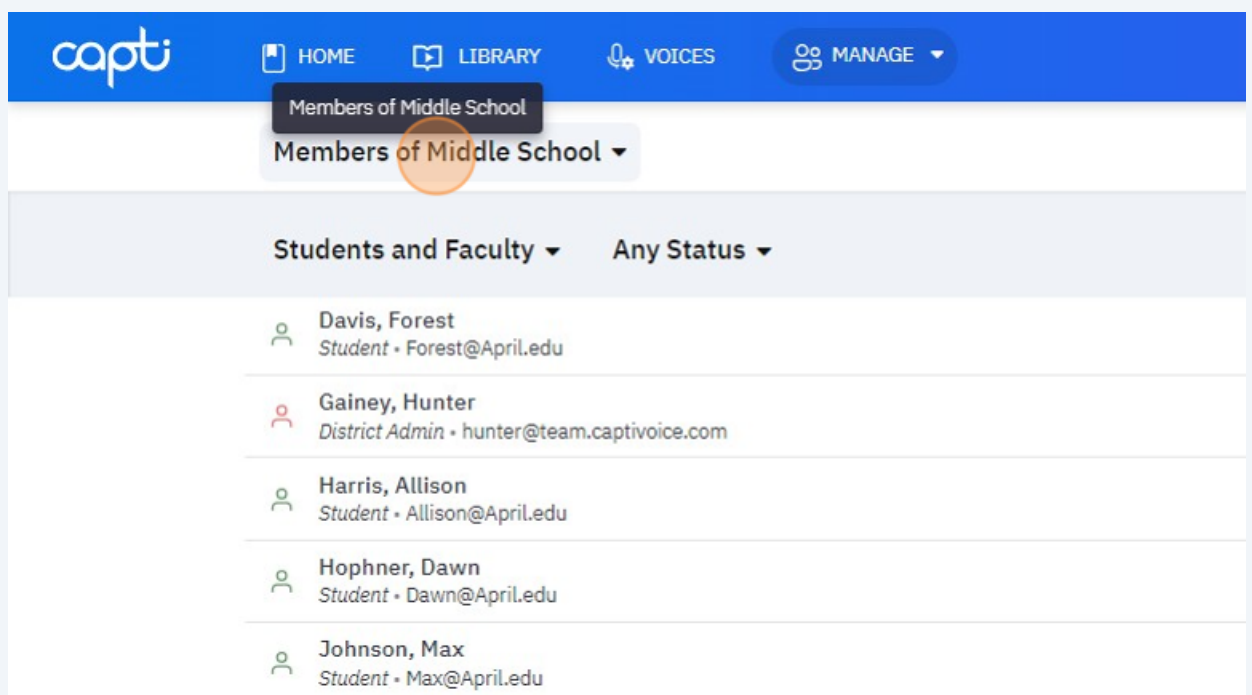 capti HOME LIBRARY VOICES MANAGE
Members of Middle School
Members of Middle School
Students and Faculty Any Status
Davis, Forest
Student • Forest@April.edu
Gainey, Hunter
District Admin • hunter@team.captivoice.com
Harris, Allison
Student • Allison@April.edu
Hophner, Dawn
Student • Dawn@April.edu
Johnson, Max
Student • Max@April.edu